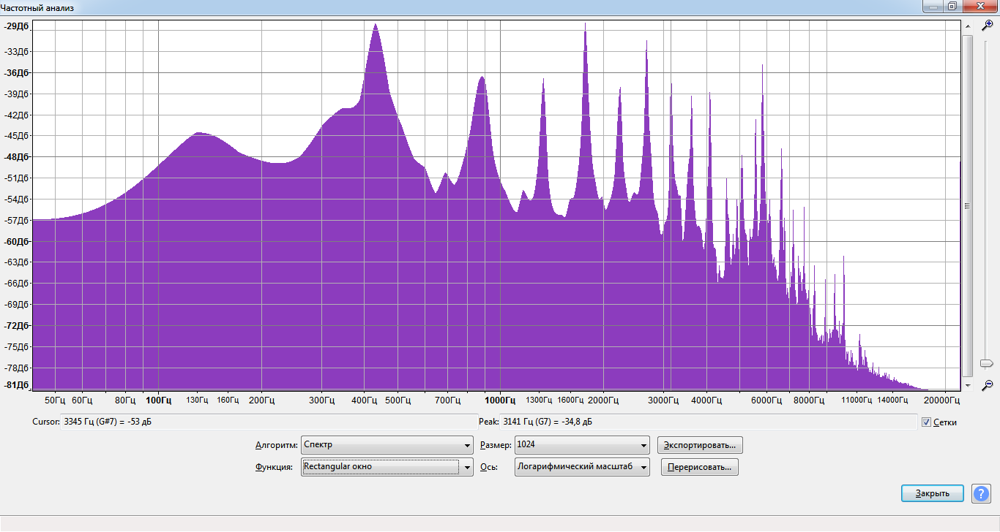 Частотный анализ
-29Дб
-33Дб
-36Дб
-39Дб
-42Дб
-45Дб
-48Дб
-51Дб
-54Дб
-57Дб
-60Дб
-63Дб
-66Дб
-69Дб
-72Дб
-75Дб
-78Дб
-81Дб
50Гц 60Гц 80Гц 100Гц 130Гц 160Гц 200Гц 300Гц 400Гц 500Гц 700Гц 1000Гц 1300Гц 1600Гц 2000Гц 3000Гц 4000Гц 6000Гц 8000Гц 11000Гц 14000Гц 20000Гц
Cursor: 3345 Гц (G#7) = -53 дБ Peak: 3141 Гц (G7) = -34,8 дБ Сетки
Алгоритм: Спектр Размер: 1024 Экспортировать...
Функция: Rectangular окно Ось: Логарифмический масштаб Перерисовать...
Закрыть ?